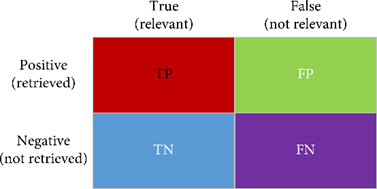 True
(relevant)
False
(not relevant)
Positive
(retrieved)
TP
FP
Negative
(not retrieved)
TN
FN